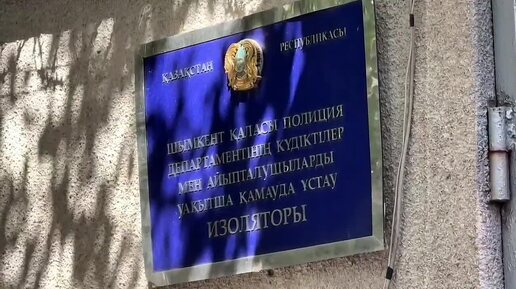 ҚАЗАҚСТАН
РЕСПУБЛИКАСЫ
ШЫМКЕНТ ҚАЛАСЫ ПОЛИЦИЯ
ДЕПАРТАМЕНТІНІҢ КҮДІКТІЛЕР
МЕН АЙЫПТАЛУШЫЛАРДЫ
УАҚЫТША ҚАМАУДА ҰСТАУ
ИЗОЛЯТОРЫ